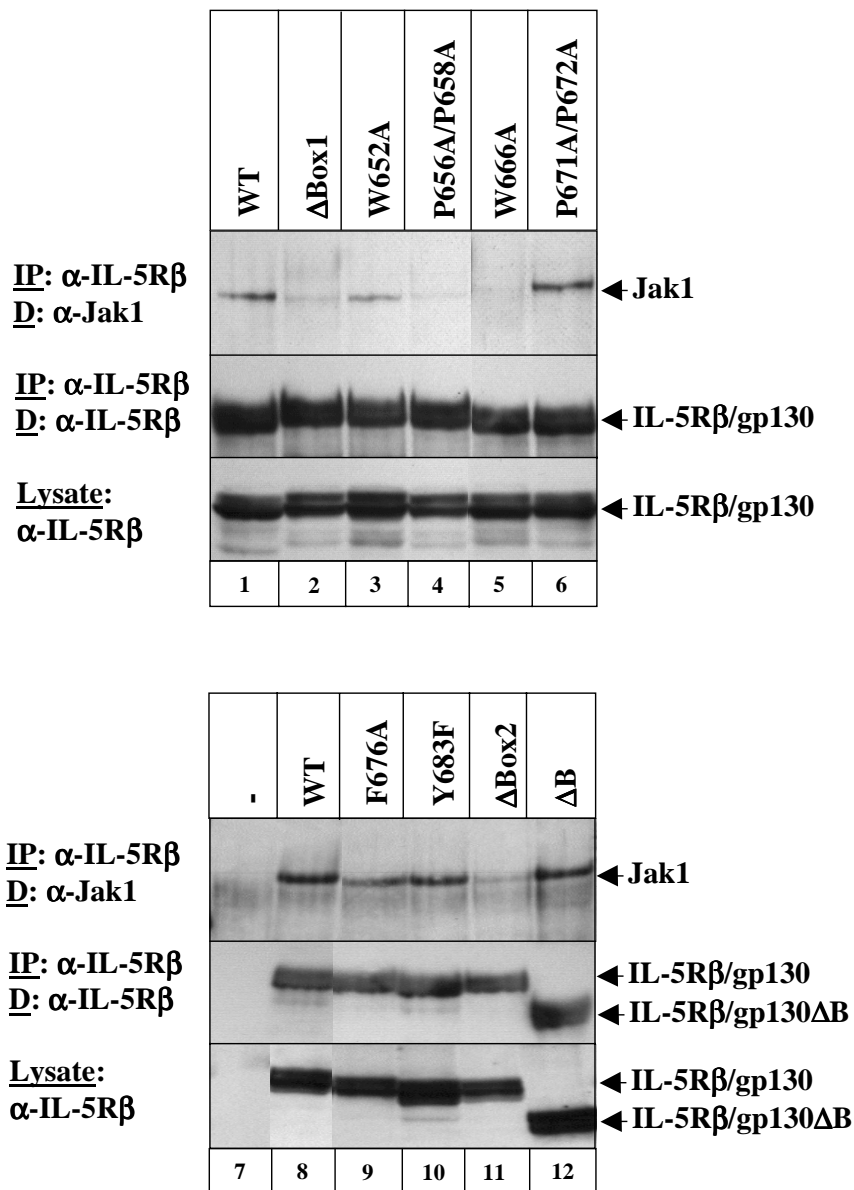 WT ΔBox1 W652A P656A/P658A W666A P671A/P672A
IP: α-IL-5Rβ
D: α-Jak1
Jak1
IP: α-IL-5Rβ
D: α-IL-5Rβ
IL-5Rβ/gp130
Lysate:
α-IL-5Rβ
IL-5Rβ/gp130
1 2 3 4 5 6
- WT F676A Y683F ΔBox2 ΔB
IP: α-IL-5Rβ
D: α-Jak1
Jak1
IP: α-IL-5Rβ
D: α-IL-5Rβ
IL-5Rβ/gp130
IL-5Rβ/gp130ΔB
Lysate:
α-IL-5Rβ
IL-5Rβ/gp130
IL-5Rβ/gp130ΔB
7 8 9 10 11 12